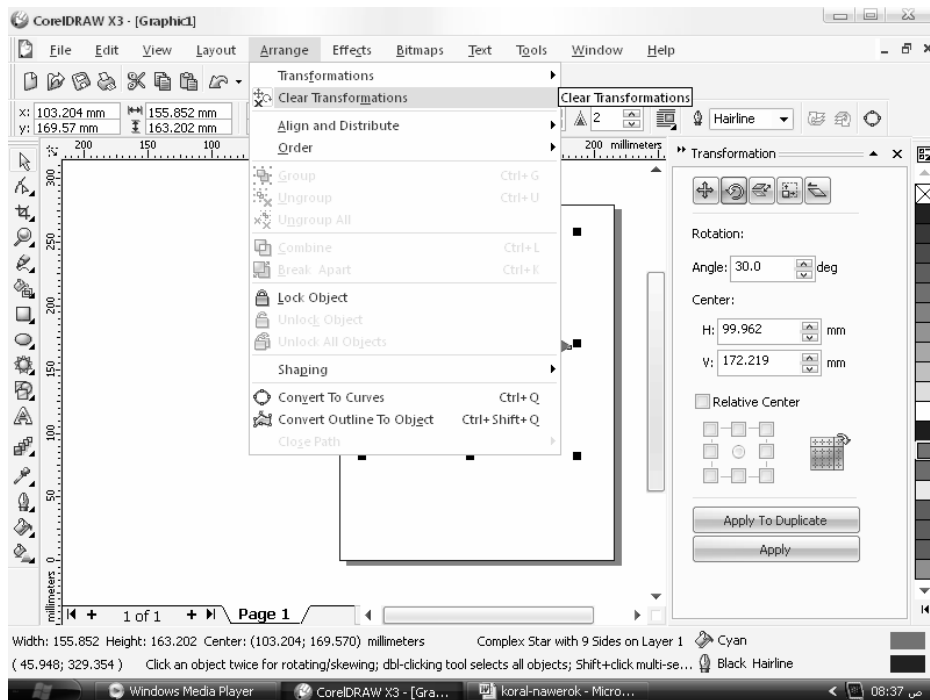 CorelDRAW X3 - [Graphic1]
File Edit View Layout Arrange Effects Bitmaps Text Tools Window Help
Transformations
Clear Transformations
Clear Transformations
Align and Distribute
Order
Group Ctrl+G
Ungroup Ctrl+U
Ungroup All
Combine Ctrl+L
Break Apart Ctrl+K
Lock Object
Unlock Object
Unlock All Objects
Shaping
Convert To Curves Ctrl+Q
Convert Outline To Object Ctrl+Shift+Q
Close Path
x: 103.204 mm 155.852 mm
y: 169.57 mm 163.202 mm
2 Hairline
200 150 100 200 millimeters
300
250
200
150
100
50
0
millimeters
Transformation
Rotation:
Angle: 30.0 deg
Center:
H: 99.962 mm
V: 172.219 mm
Relative Center
Apply To Duplicate
Apply
1 of 1 Page 1
Width: 155.852 Height: 163.202 Center: (103.204; 169.570) millimeters Complex Star with 9 Sides on Layer 1 Cyan
( 45.948; 329.354 ) Click an object twice for rotating/skewing; dbl-clicking tool selects all objects; Shift+click multi-se... Black Hairline
Windows Media Player CorelDRAW X3 - [Gra... koral-nawerok - Micro... 08:37 ص